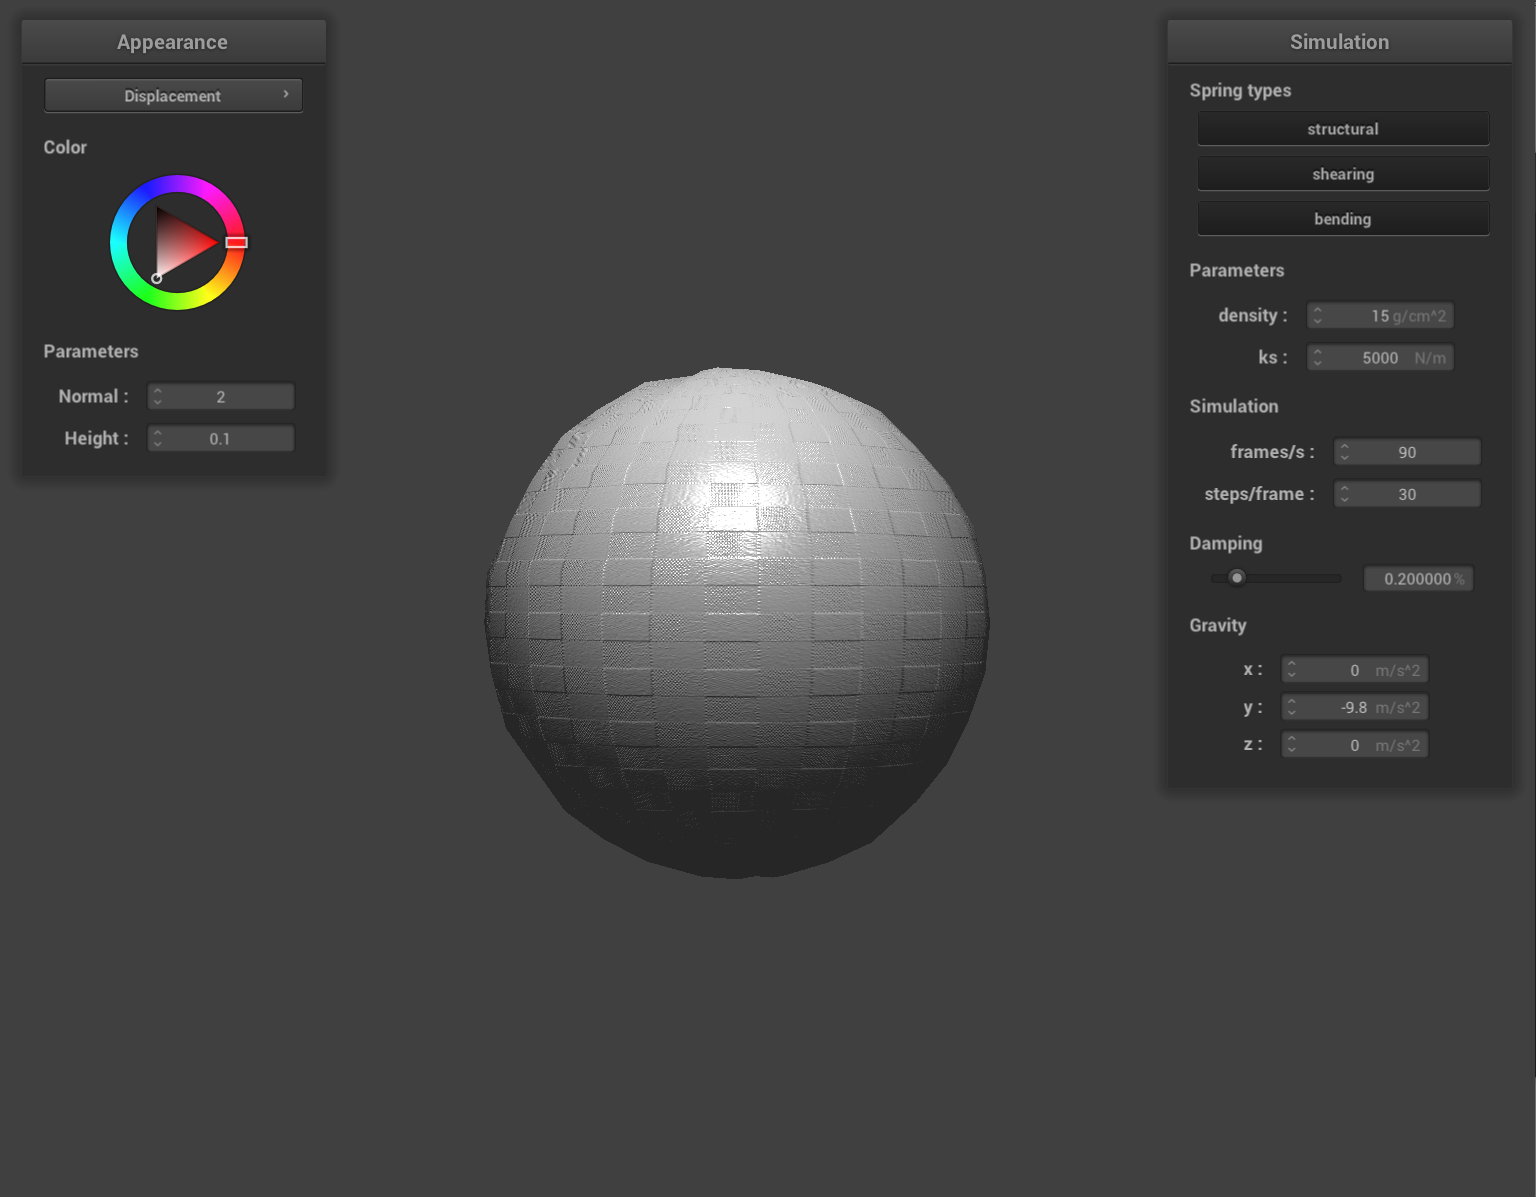 Appearance
Displacement ›
Color
Parameters
Normal : 2
Height : 0.1
Simulation
Spring types
structural
shearing
bending
Parameters
density : 15 g/cm^2
ks : 5000 N/m
Simulation
frames/s : 90
steps/frame : 30
Damping
0.200000 %
Gravity
x : 0 m/s^2
y : -9.8 m/s^2
z : 0 m/s^2